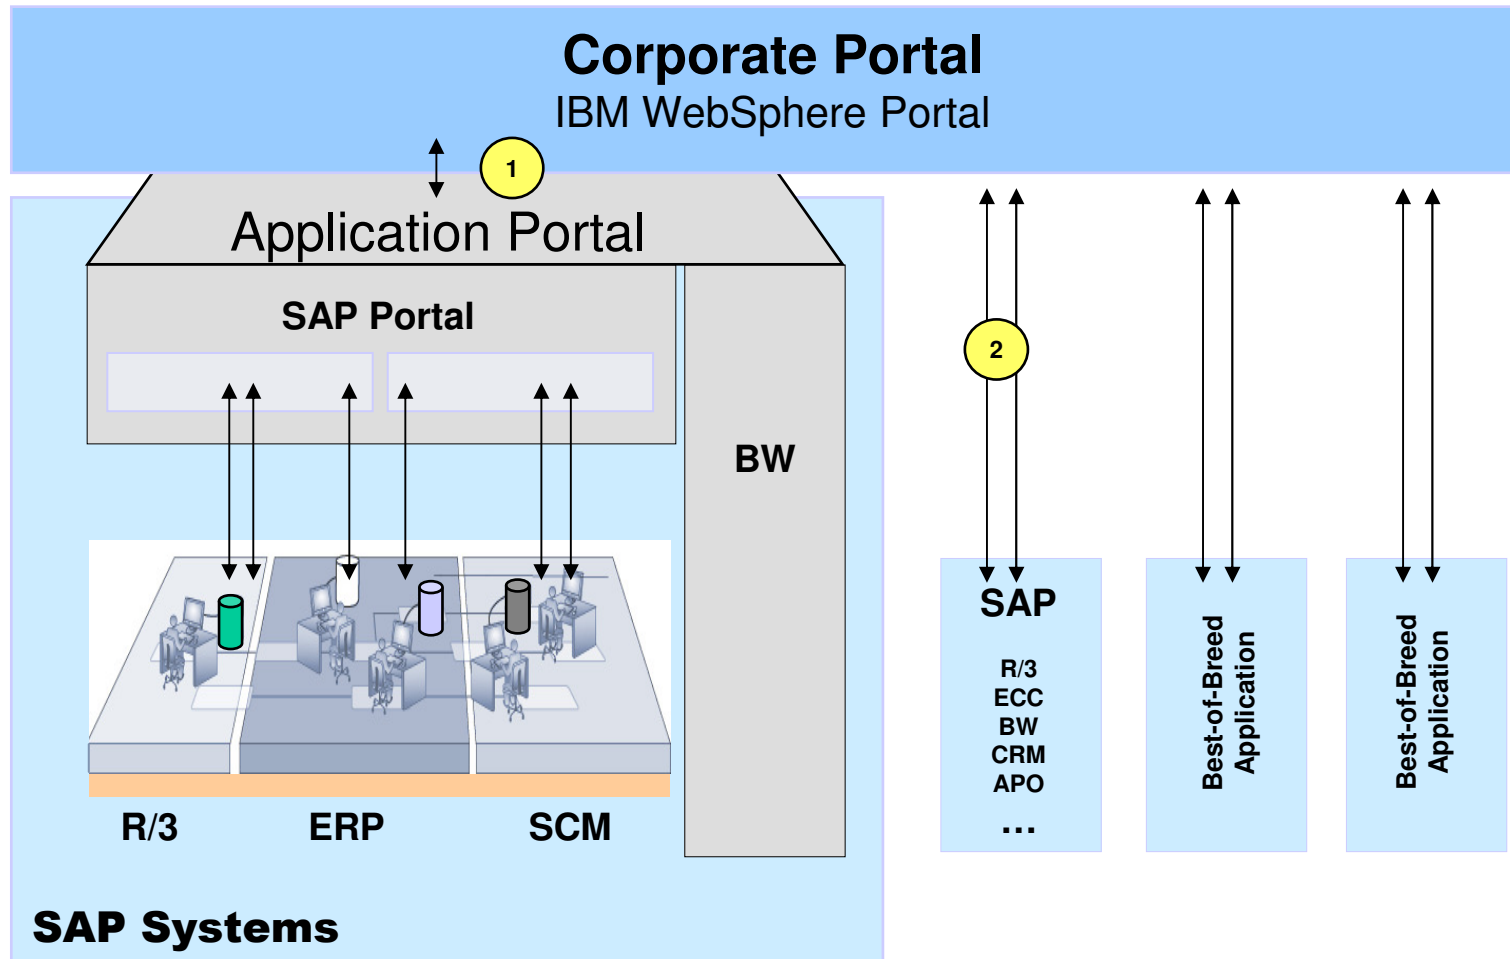 Corporate Portal
IBM WebSphere Portal
1
Application Portal
SAP Portal
BW
2
R/3
ERP
SCM
SAP Systems
SAP
R/3
ECC
BW
CRM
APO
...
Best-of-Breed
Application
Best-of-Breed
Application